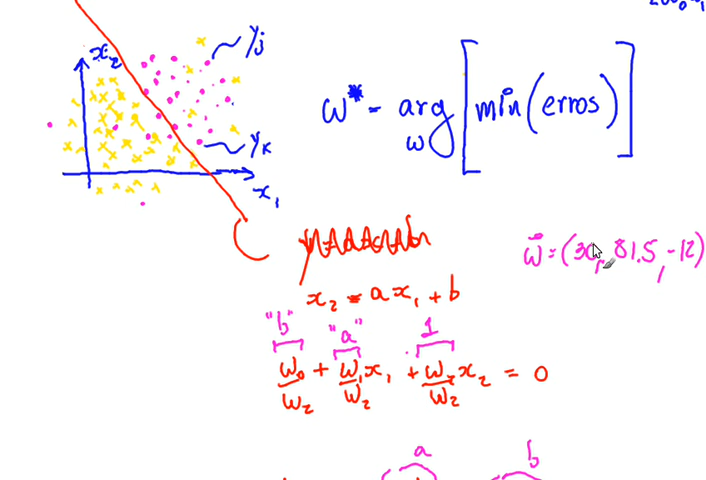 x₂
yⱼ
yₖ
x₁
w* = arg w [min(erros)]
w = (30, 81.5, -12)
x₂ = ax₁ + b
"b" "a" 1
w₀/w₂ + w₁/w₂ x₁ + w₂/w₂ x₂ = 0
a b